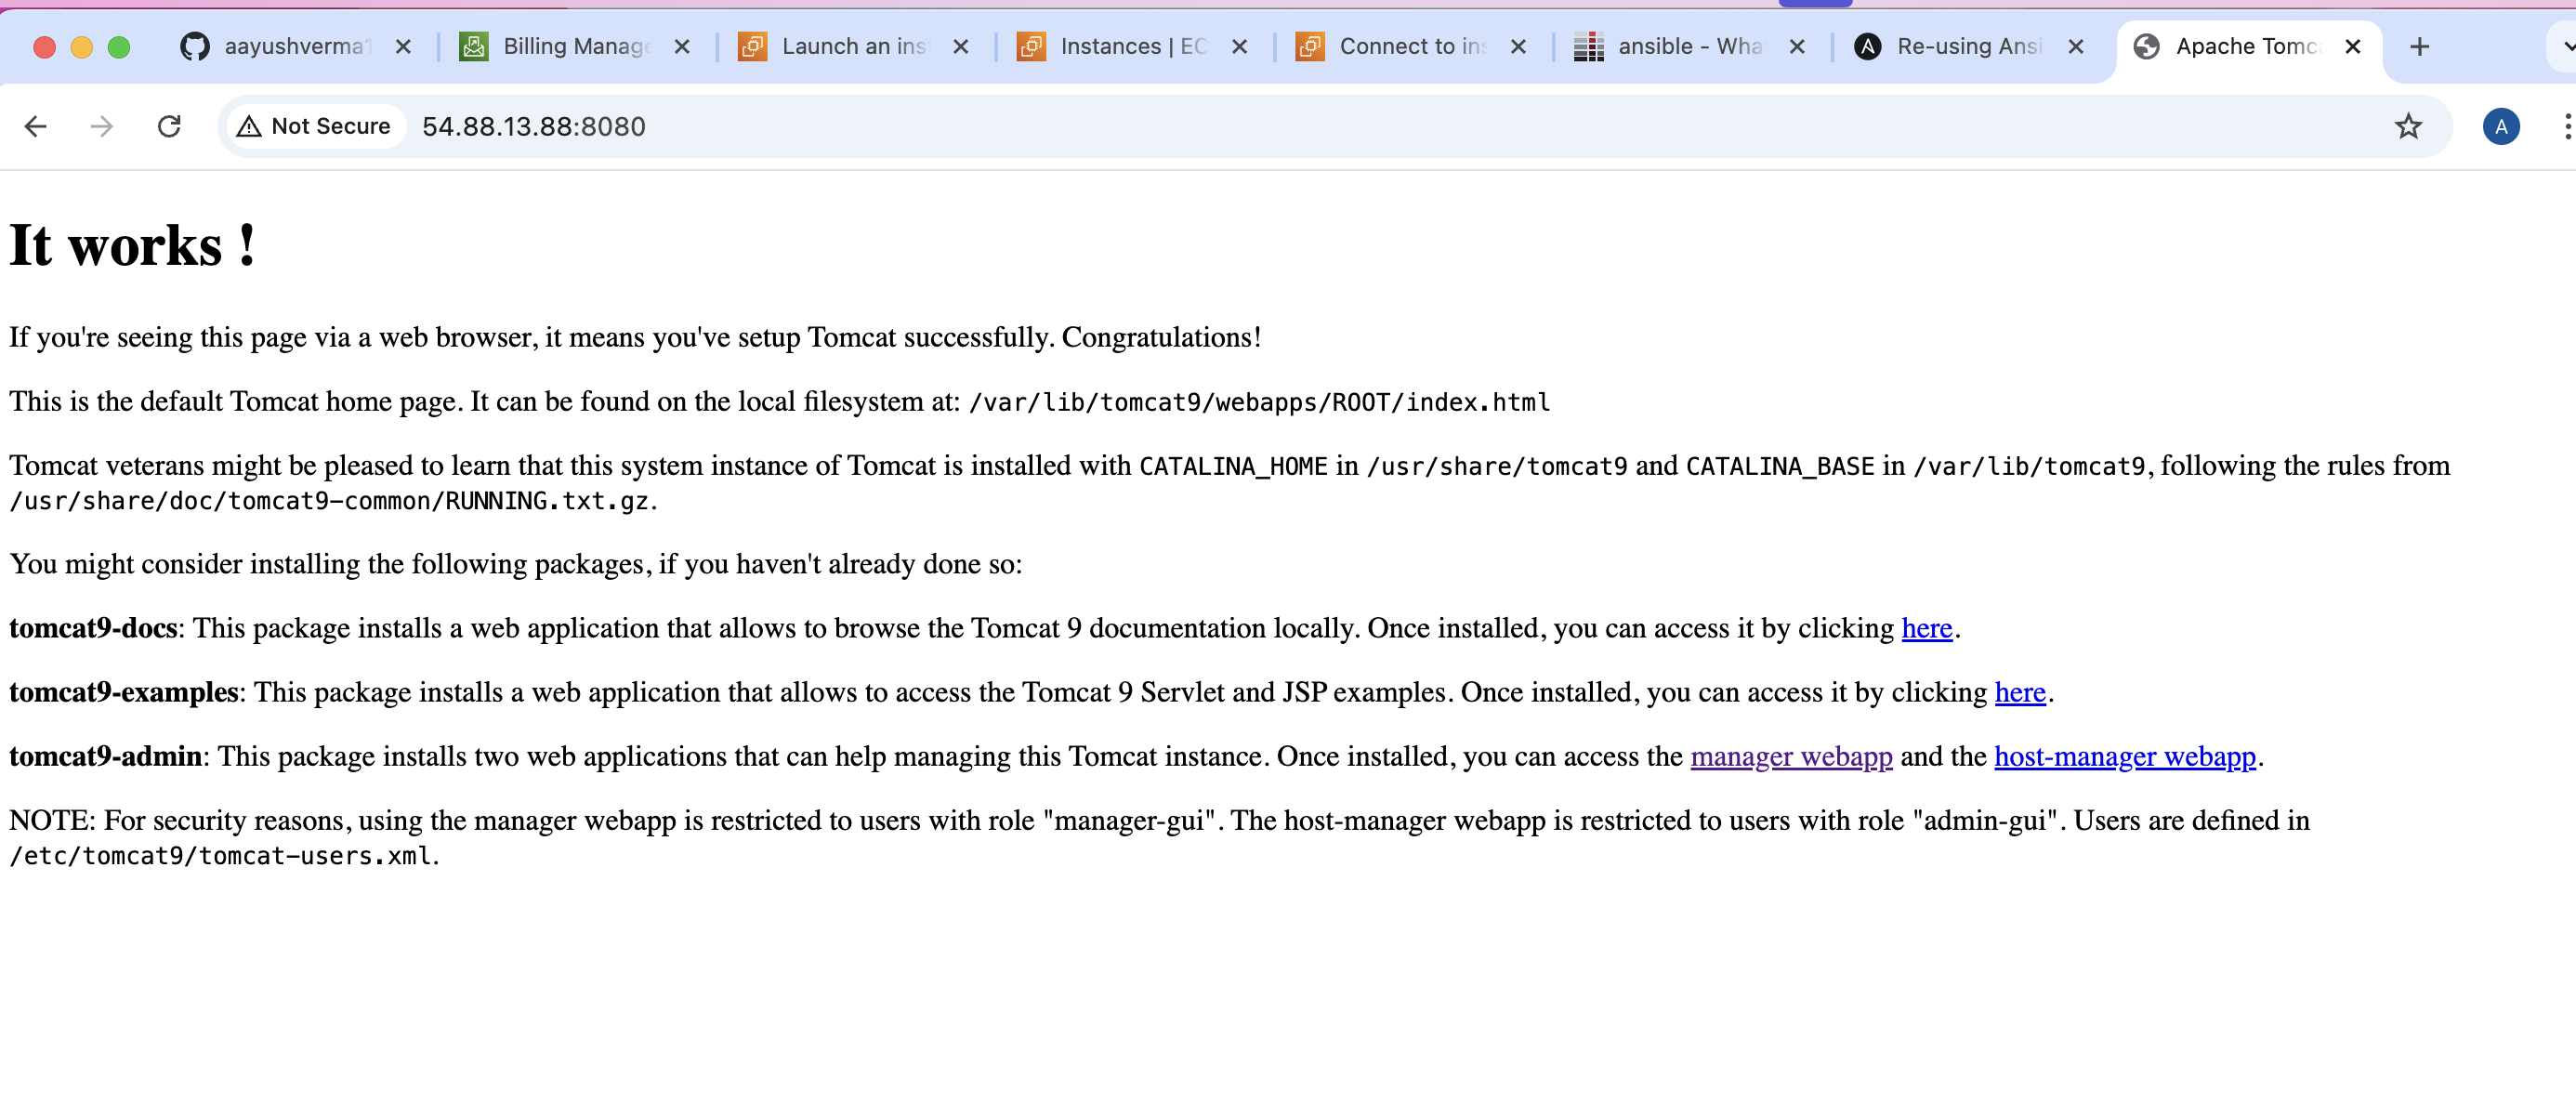 aayushverma1
Billing Manage
Launch an ins
Instances | EC
Connect to ins
ansible - Wha
Re-using Ansi
Apache Tomc
Not Secure
54.88.13.88:8080
A
It works !
If you're seeing this page via a web browser, it means you've setup Tomcat successfully. Congratulations!
This is the default Tomcat home page. It can be found on the local filesystem at: /var/lib/tomcat9/webapps/ROOT/index.html
Tomcat veterans might be pleased to learn that this system instance of Tomcat is installed with CATALINA_HOME in /usr/share/tomcat9 and CATALINA_BASE in /var/lib/tomcat9, following the rules from
/usr/share/doc/tomcat9-common/RUNNING.txt.gz.
You might consider installing the following packages, if you haven't already done so:
tomcat9-docs: This package installs a web application that allows to browse the Tomcat 9 documentation locally. Once installed, you can access it by clicking here.
tomcat9-examples: This package installs a web application that allows to access the Tomcat 9 Servlet and JSP examples. Once installed, you can access it by clicking here.
tomcat9-admin: This package installs two web applications that can help managing this Tomcat instance. Once installed, you can access the manager webapp and the host-manager webapp.
NOTE: For security reasons, using the manager webapp is restricted to users with role "manager-gui". The host-manager webapp is restricted to users with role "admin-gui". Users are defined in
/etc/tomcat9/tomcat-users.xml.